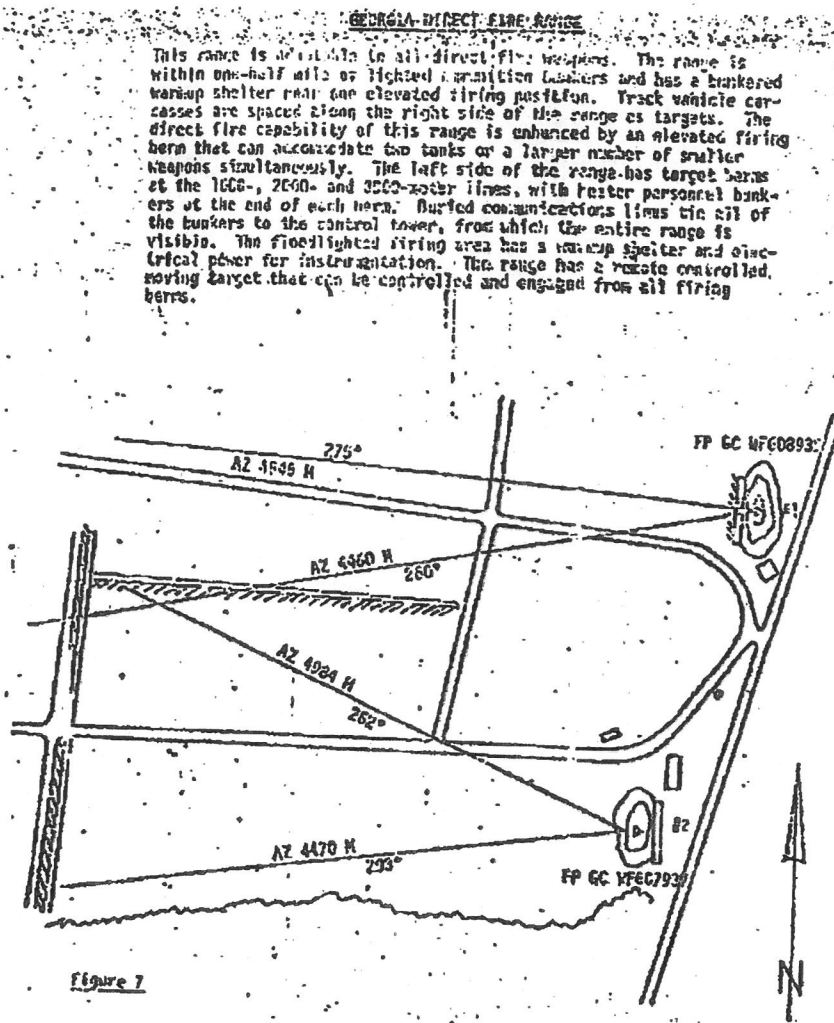 GEORGIA DIRECT FIRE RANGE
This range is adaptable to all direct fire weapons. The range is
within one-half mile of lighted ammunition bunkers and has a bunkered
warmup shelter near one elevated firing position. Track vehicle car-
casses are spaced along the right side of the range as targets. The
direct fire capability of this range is enhanced by an elevated firing
berm that can accommodate two tanks or a larger number of smaller
weapons simultaneously. The left side of the range has target berms
at the 1000-, 2000- and 3000-meter lines, with heater personnel bunk-
ers at the end of each berm. Buried communications lines tie all of
the bunkers to the control tower, from which the entire range is
visible. The floodlighted firing area has a warmup shelter and elec-
trical power for instrumentation. The range has a remote controlled,
moving target that can be controlled and engaged from all firing
berms.
FP GC
275°
AZ M
AZ 4460 M
260°
AZ 4984 M
262°
B2
AZ 4470 M
293°
FP GC
Figure 7
N